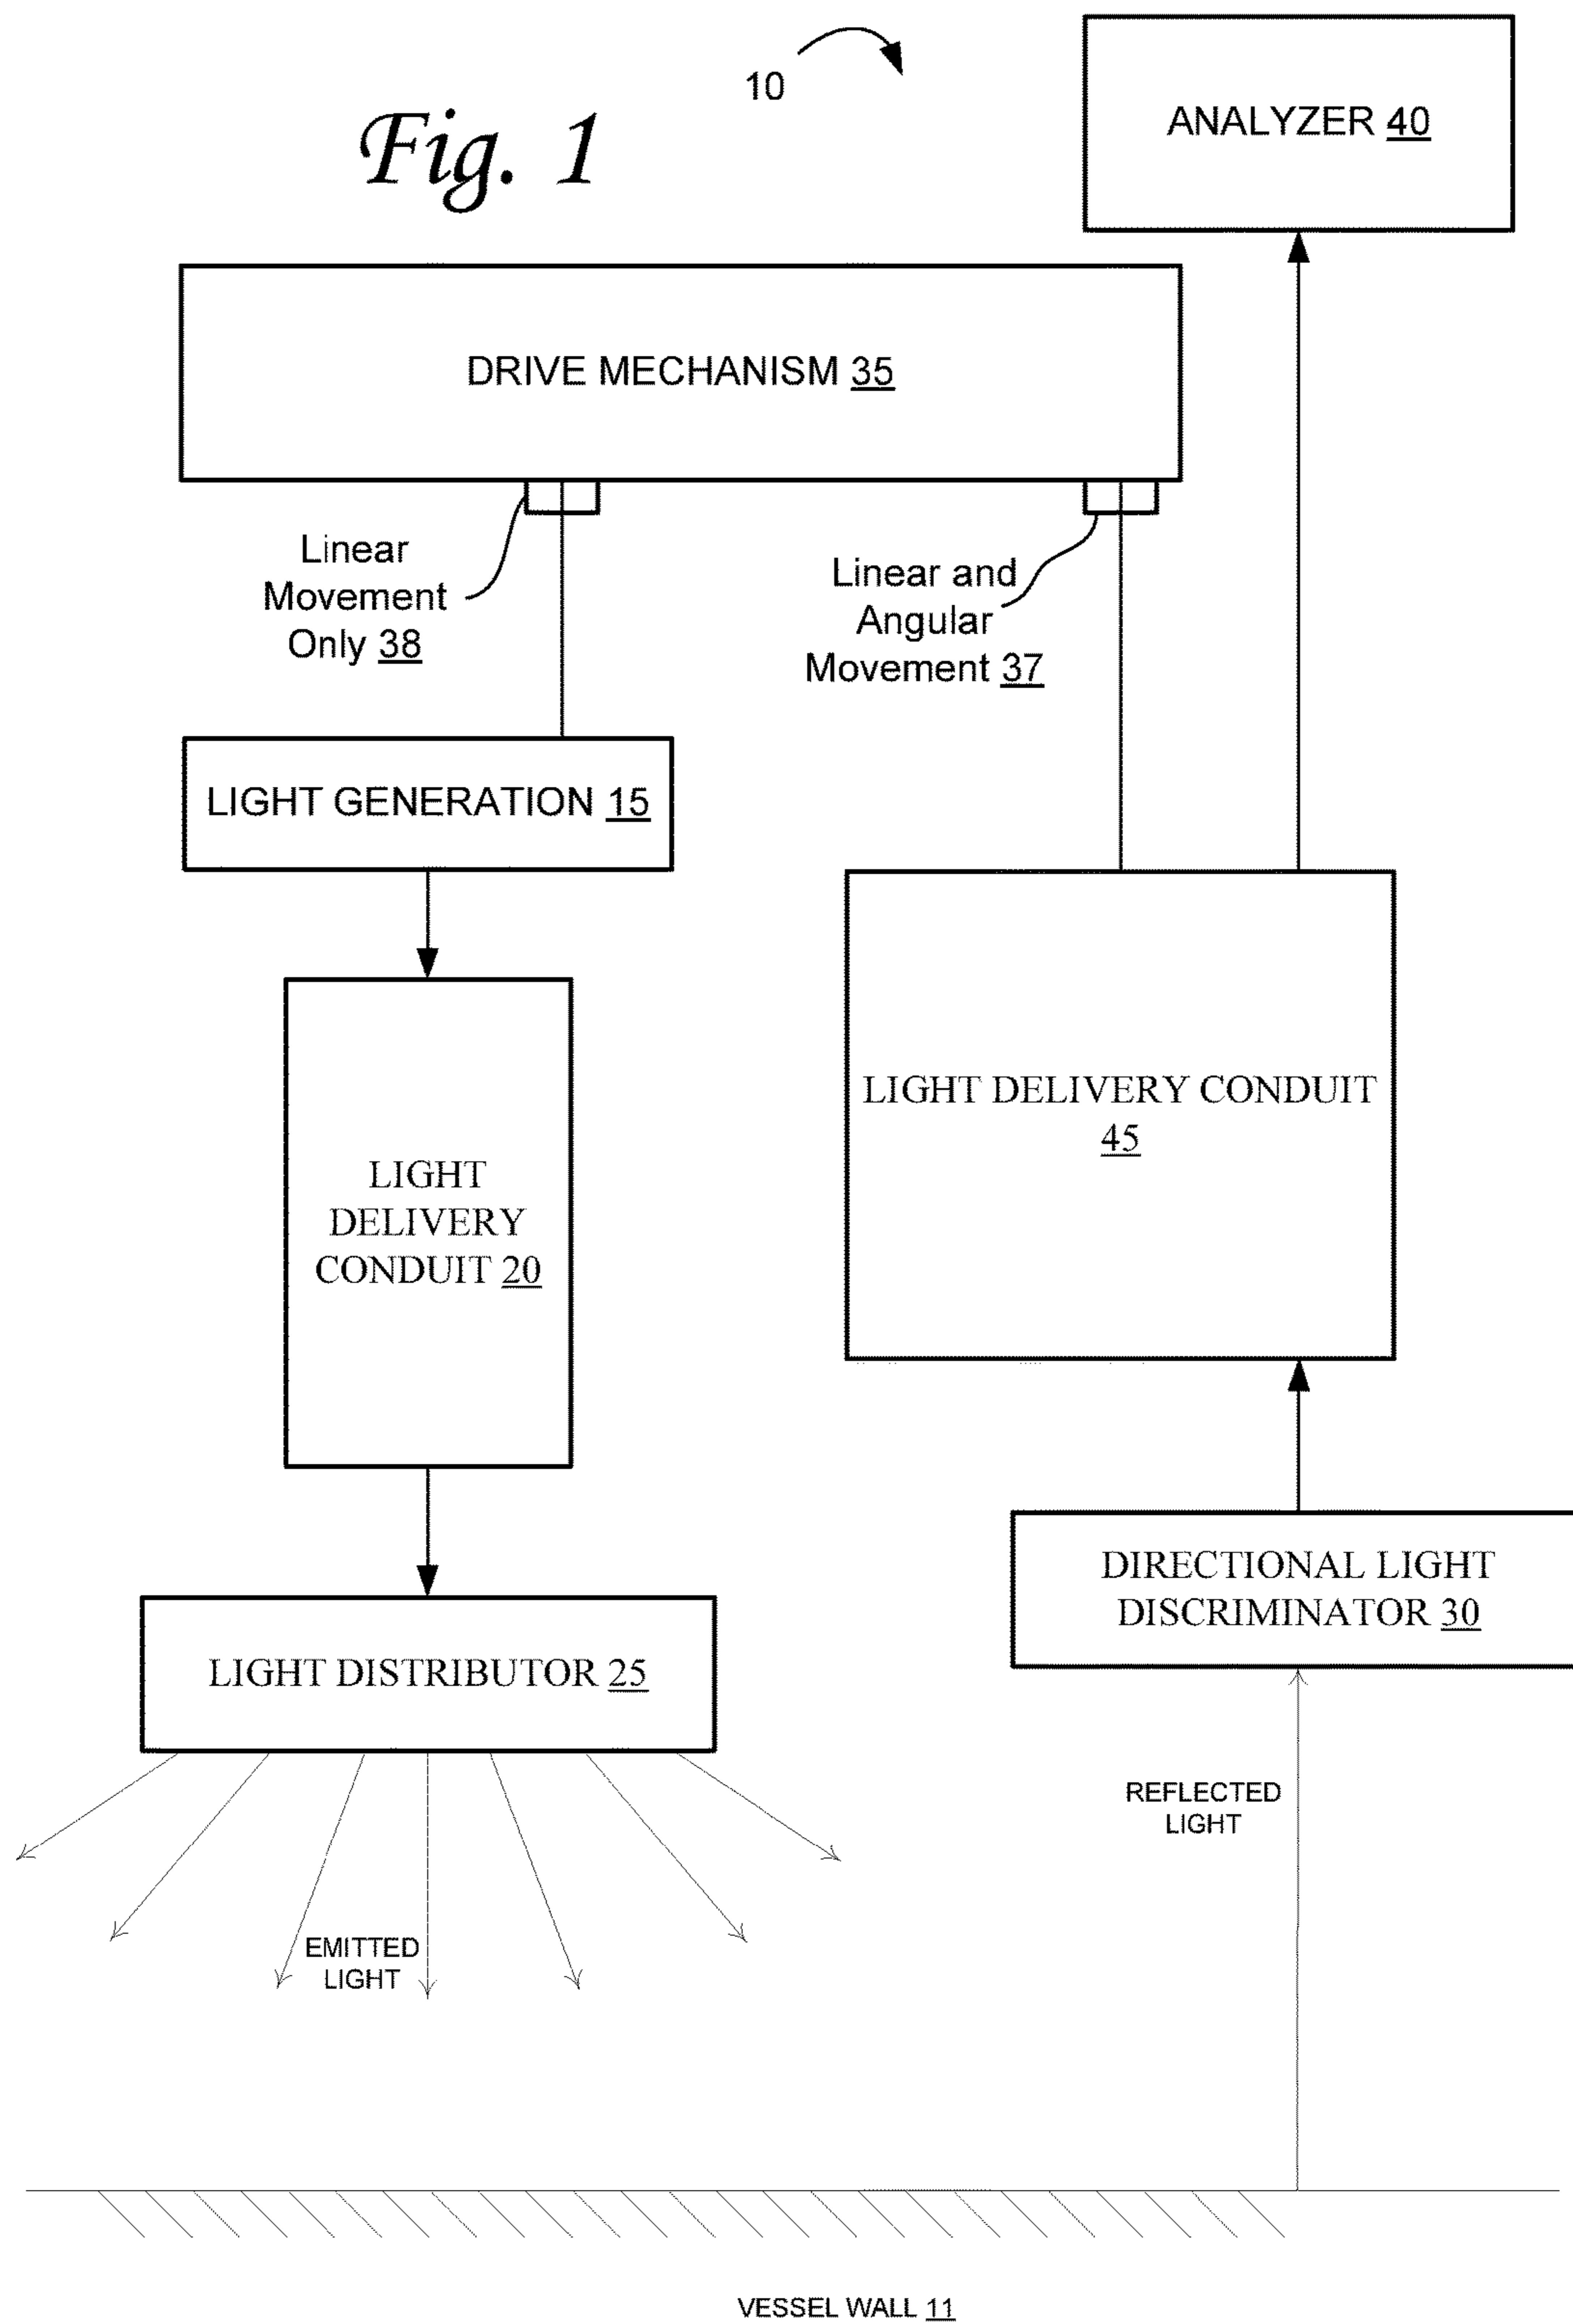 10
Fig. 1
ANALYZER 40
DRIVE MECHANISM 35
Linear
Movement
Only 38
Linear and
Angular
Movement 37
LIGHT GENERATION 15
LIGHT DELIVERY CONDUIT
45
LIGHT
DELIVERY
CONDUIT 20
DIRECTIONAL LIGHT
DISCRIMINATOR 30
LIGHT DISTRIBUTOR 25
REFLECTED
LIGHT
EMITTED
LIGHT
VESSEL WALL 11